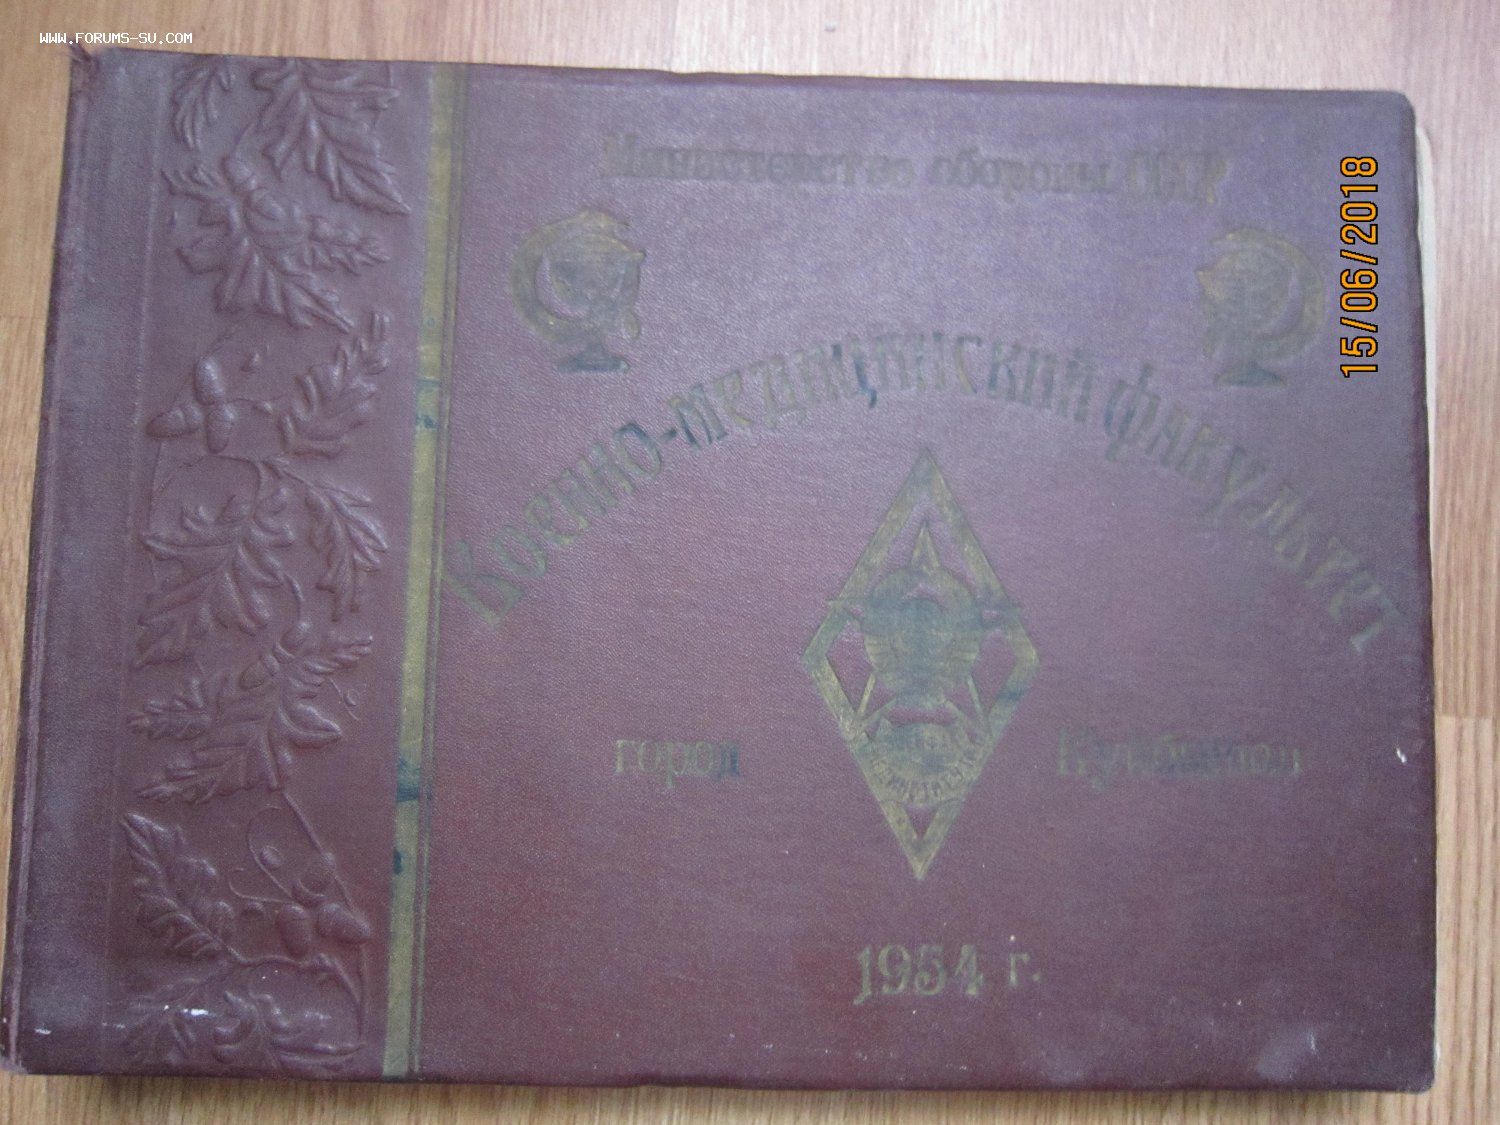 WWW.FORUMS-SU.COM
Министерство обороны СССР
15/06/2018
Военно-медицинский факультет
город Куйбышев
1954 г.